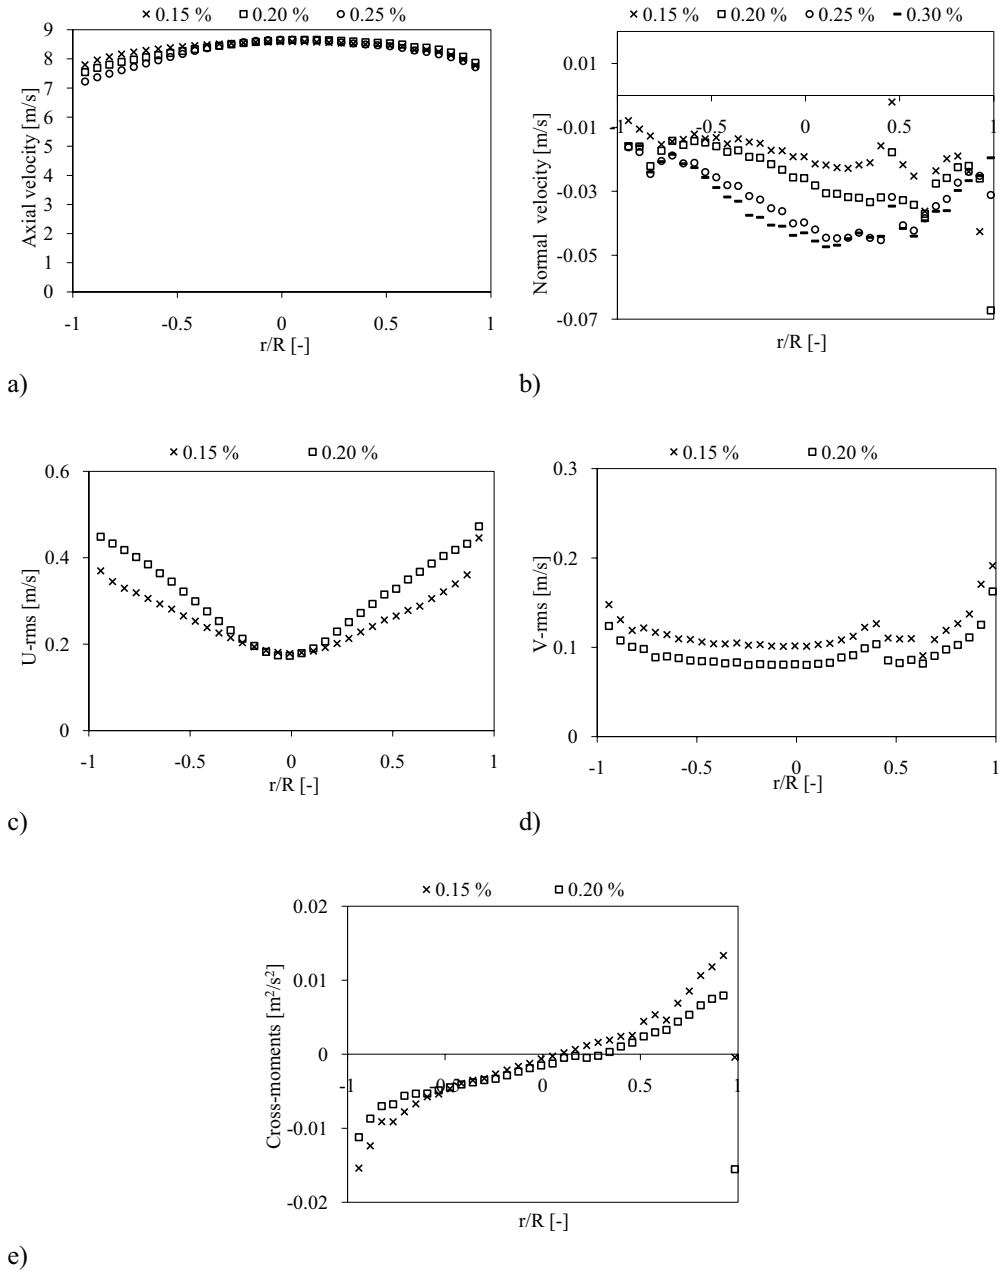 × 0.15 % □ 0.20 % ○ 0.25 %
9
8
7
6
5
4
3
2
1
0
Axial velocity [m/s]
-1 -0.5 0 0.5 1
r/R [-]
a)
× 0.15 % □ 0.20 % ○ 0.25 % − 0.30 %
0.01
-0.01
-0.03
-0.05
-0.07
Normal velocity [m/s]
-1 -0.5 0 0.5 1
r/R [-]
b)
× 0.15 % □ 0.20 %
0.6
0.4
0.2
0
U-rms [m/s]
-1 -0.5 0 0.5 1
r/R [-]
c)
× 0.15 % □ 0.20 %
0.3
0.2
0.1
0
V-rms [m/s]
-1 -0.5 0 0.5 1
r/R [-]
d)
× 0.15 % □ 0.20 %
0.02
0.01
0
-0.01
-0.02
Cross-moments [m²/s²]
-1 -0.5 0 0.5 1
r/R [-]
e)